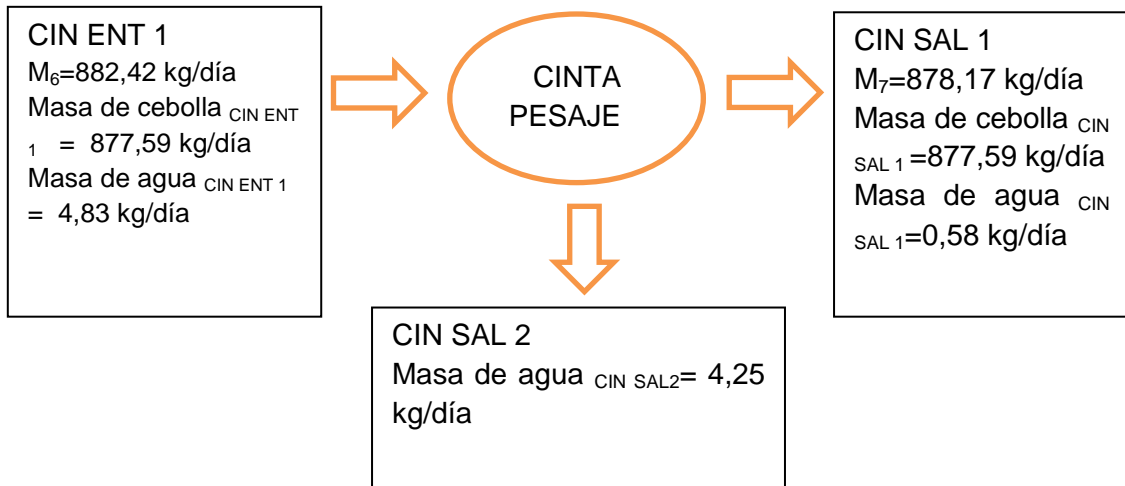 CIN ENT 1
M₆=882,42 kg/día
Masa de cebolla CIN ENT
1 = 877,59 kg/día
Masa de agua CIN ENT 1
= 4,83 kg/día
CINTA
PESAJE
CIN SAL 1
M₇=878,17 kg/día
Masa de cebolla CIN
SAL 1 =877,59 kg/día
Masa de agua CIN
SAL 1=0,58 kg/día
CIN SAL 2
Masa de agua CIN SAL2= 4,25
kg/día